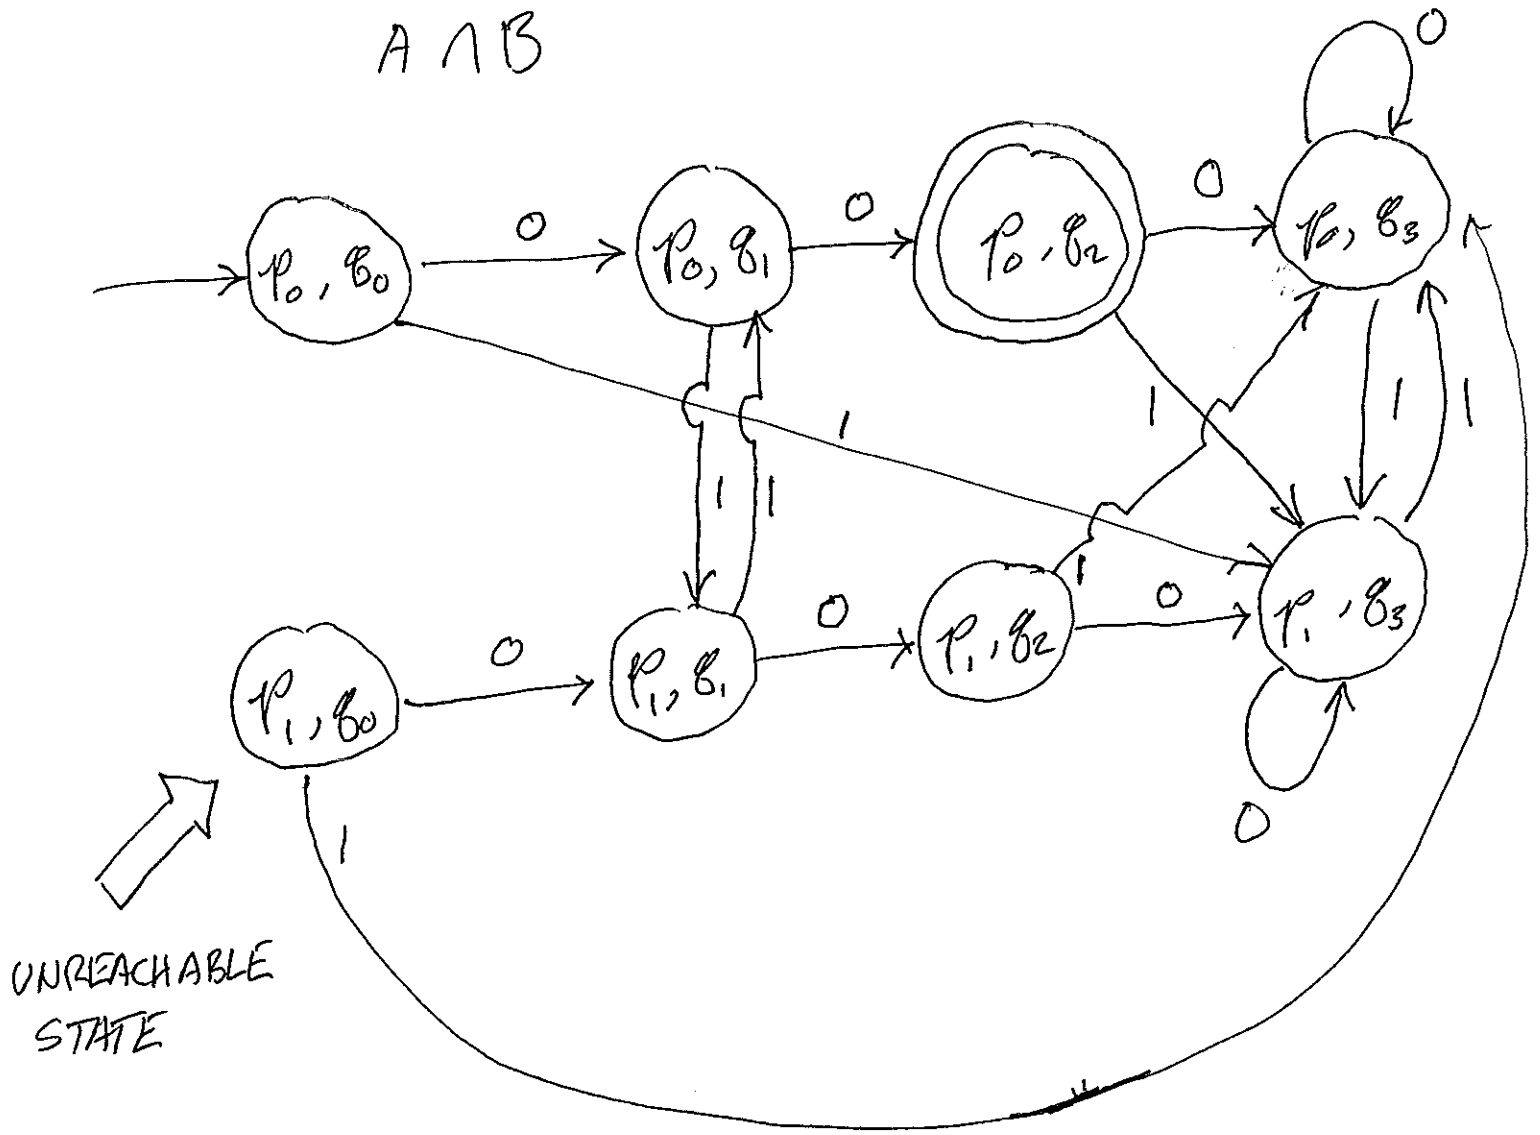 A ∩ B
0
0
0
0
p₀, q₀
p₀, q₁
p₀, q₂
p₀, q₃
1
1
1
1
1
1
1
0
0
0
p₁, q₀
p₁, q₁
p₁, q₂
p₁, q₃
1
0
UNREACHABLE
STATE